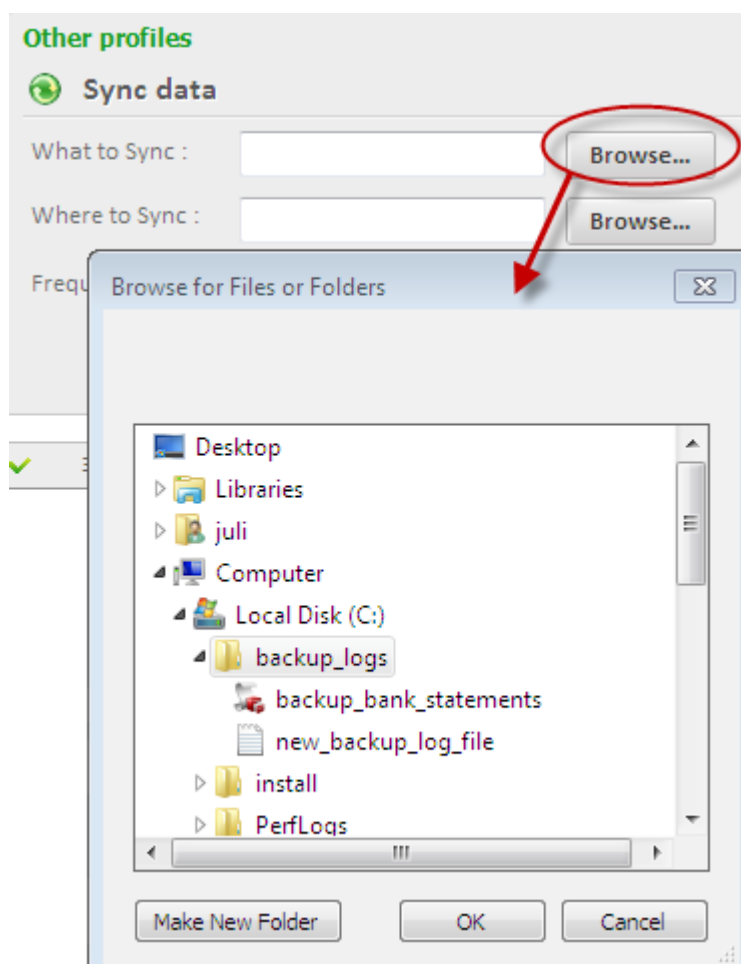 Other profiles
Sync data
What to Sync :
Browse...
Where to Sync :
Browse...
Frequ
Browse for Files or Folders
Desktop
Libraries
juli
Computer
Local Disk (C:)
backup_logs
backup_bank_statements
new_backup_log_file
install
PerfLogs
Make New Folder
OK
Cancel